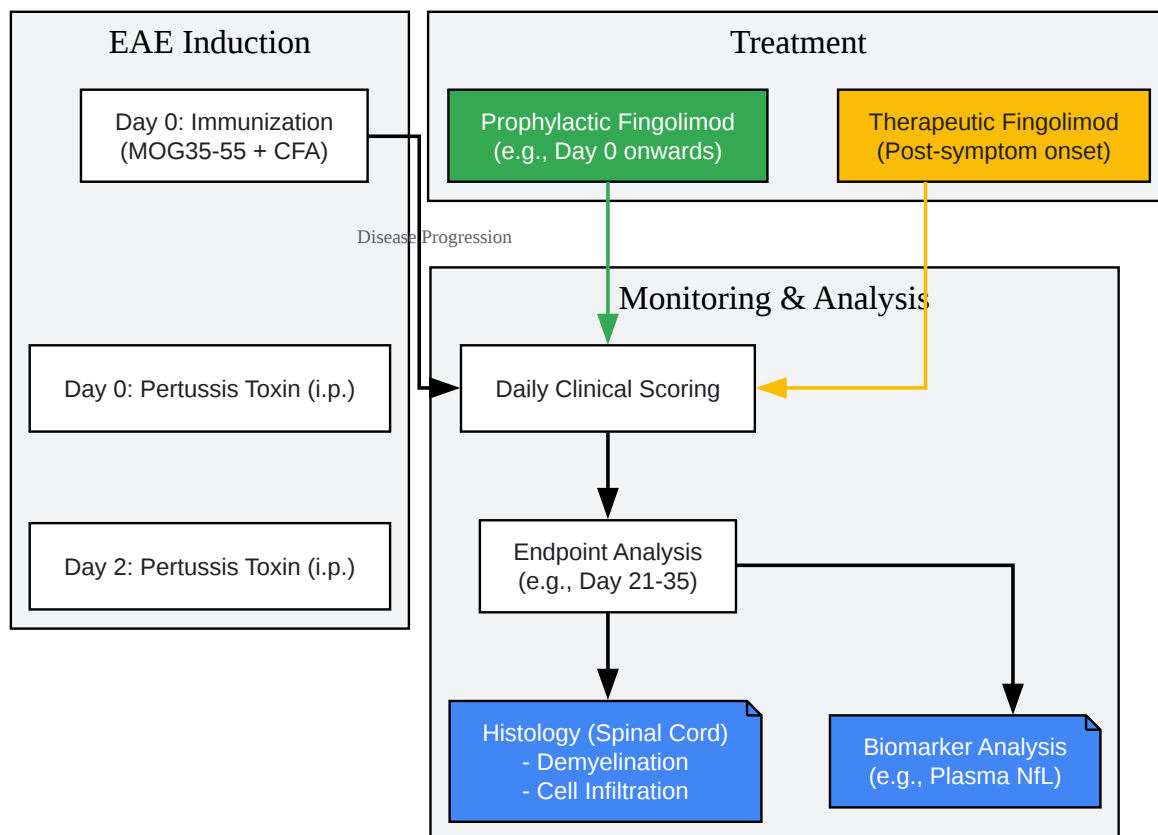 EAE Induction
Day 0: Immunization
(MOG35-55 + CFA)
Day 0: Pertussis Toxin (i.p.)
Day 2: Pertussis Toxin (i.p.)
Treatment
Prophylactic Fingolimod
(e.g., Day 0 onwards)
Therapeutic Fingolimod
(Post-symptom onset)
Disease Progression
Monitoring & Analysis
Daily Clinical Scoring
Endpoint Analysis
(e.g., Day 21-35)
Histology (Spinal Cord)
- Demyelination
- Cell Infiltration
Biomarker Analysis
(e.g., Plasma NfL)